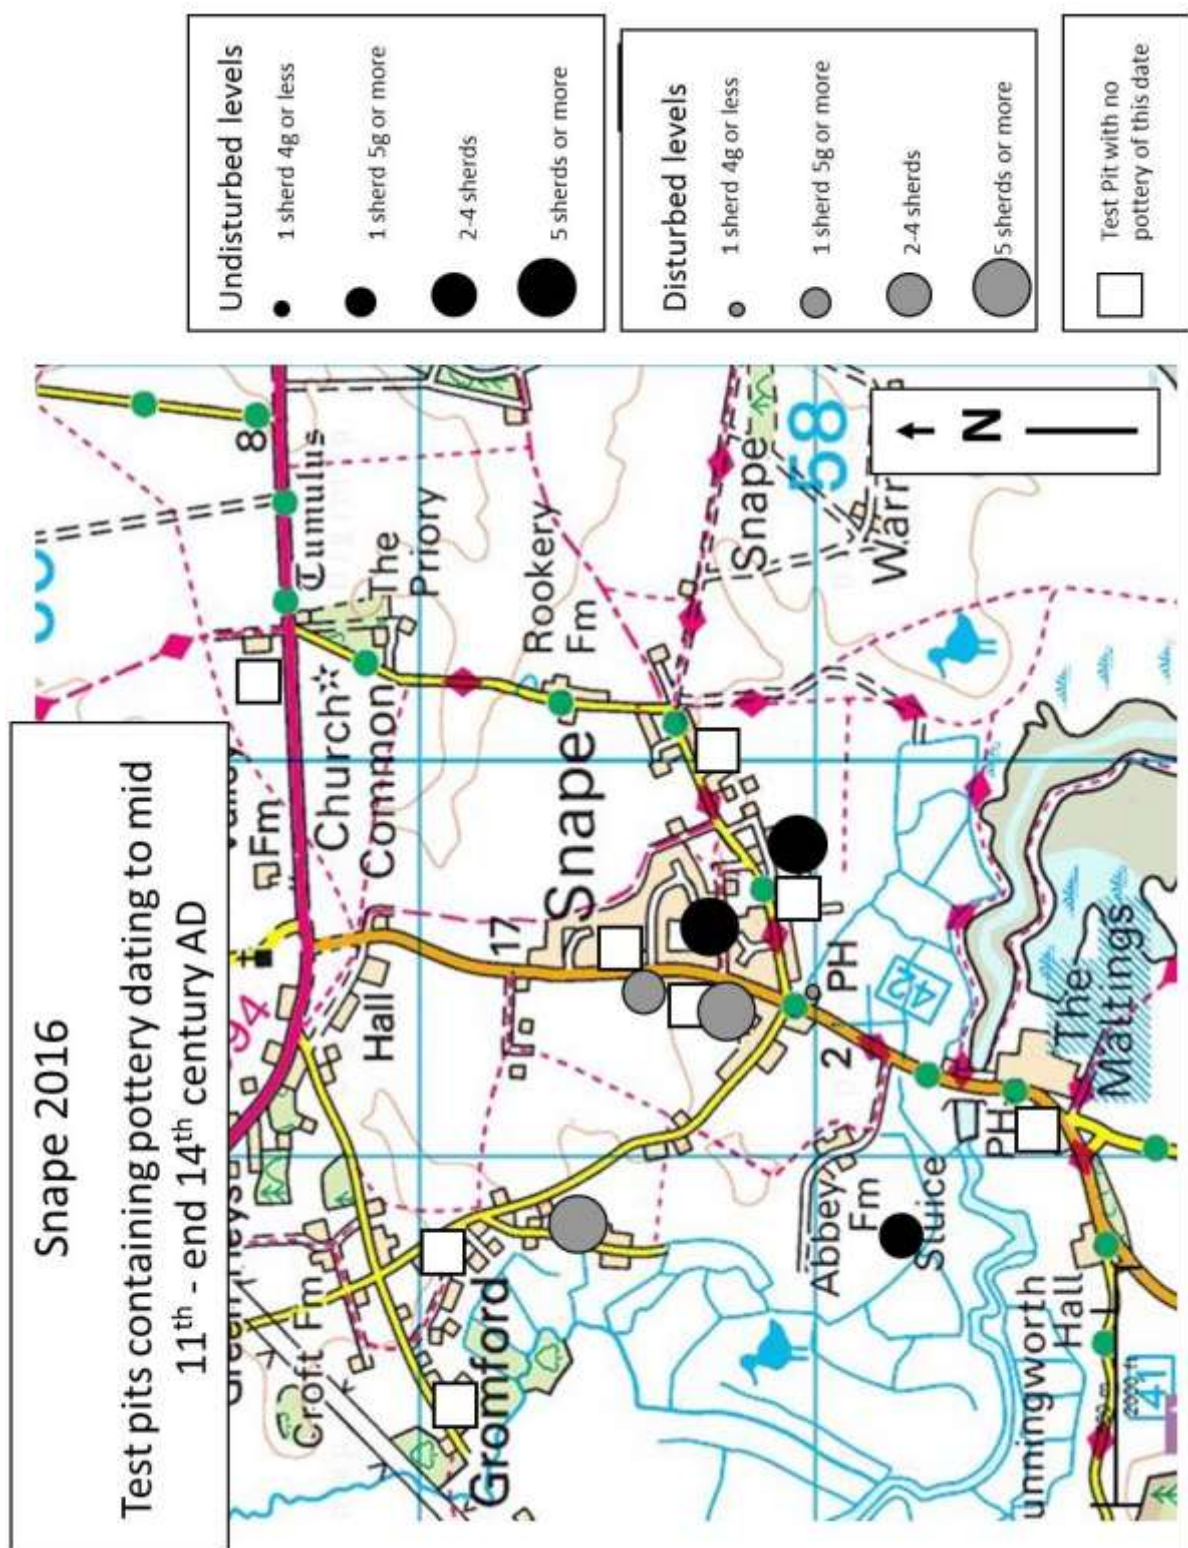 Snape 2016
Test pits containing pottery dating to mid
11th - end 14th century AD
Undisturbed levels
1 sherd 4g or less
1 sherd 5g or more
2-4 sherds
5 sherds or more
Disturbed levels
1 sherd 4g or less
1 sherd 5g or more
2-4 sherds
5 sherds or more
Test Pit with no
pottery of this date
N
Croft Fm
Gromford
94
Hall
Fm
Church
Common
17
Snape
8
Tumulus
The
Priory
Rookery
Fm
Snape
Warr
58
2
PH
42
Abbey
Fm
Sluice
PH
The
Maltings
unningworth
Hall
41